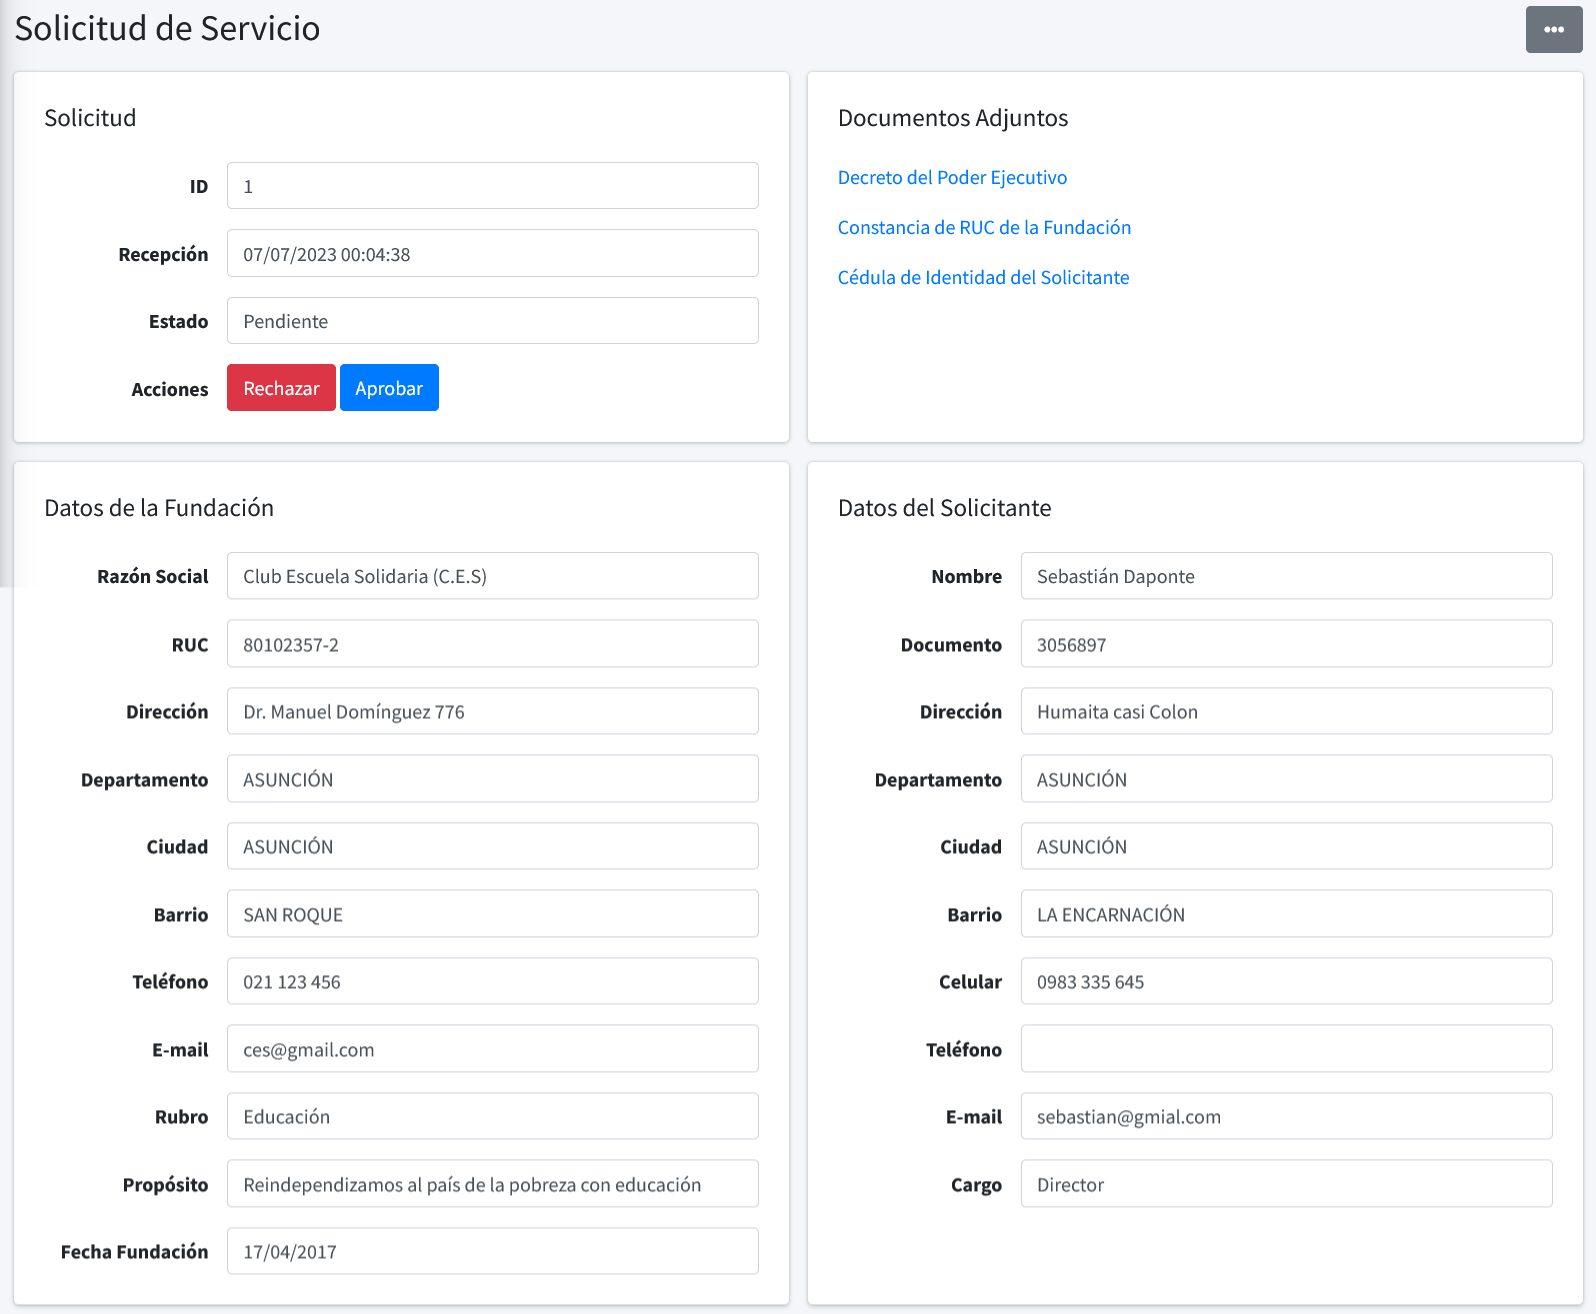 Solicitud de Servicio
Solicitud
ID 1
Recepción 07/07/2023 00:04:38
Estado Pendiente
Acciones Rechazar Aprobar
Documentos Adjuntos
Decreto del Poder Ejecutivo
Constancia de RUC de la Fundación
Cédula de Identidad del Solicitante
Datos de la Fundación
Razón Social Club Escuela Solidaria (C.E.S)
RUC 80102357-2
Dirección Dr. Manuel Domínguez 776
Departamento ASUNCIÓN
Ciudad ASUNCIÓN
Barrio SAN ROQUE
Teléfono 021 123 456
E-mail ces@gmail.com
Rubro Educación
Propósito Reindependizamos al país de la pobreza con educación
Fecha Fundación 17/04/2017
Datos del Solicitante
Nombre Sebastián Daponte
Documento 3056897
Dirección Humaita casi Colon
Departamento ASUNCIÓN
Ciudad ASUNCIÓN
Barrio LA ENCARNACIÓN
Celular 0983 335 645
Teléfono
E-mail sebastian@gmial.com
Cargo Director